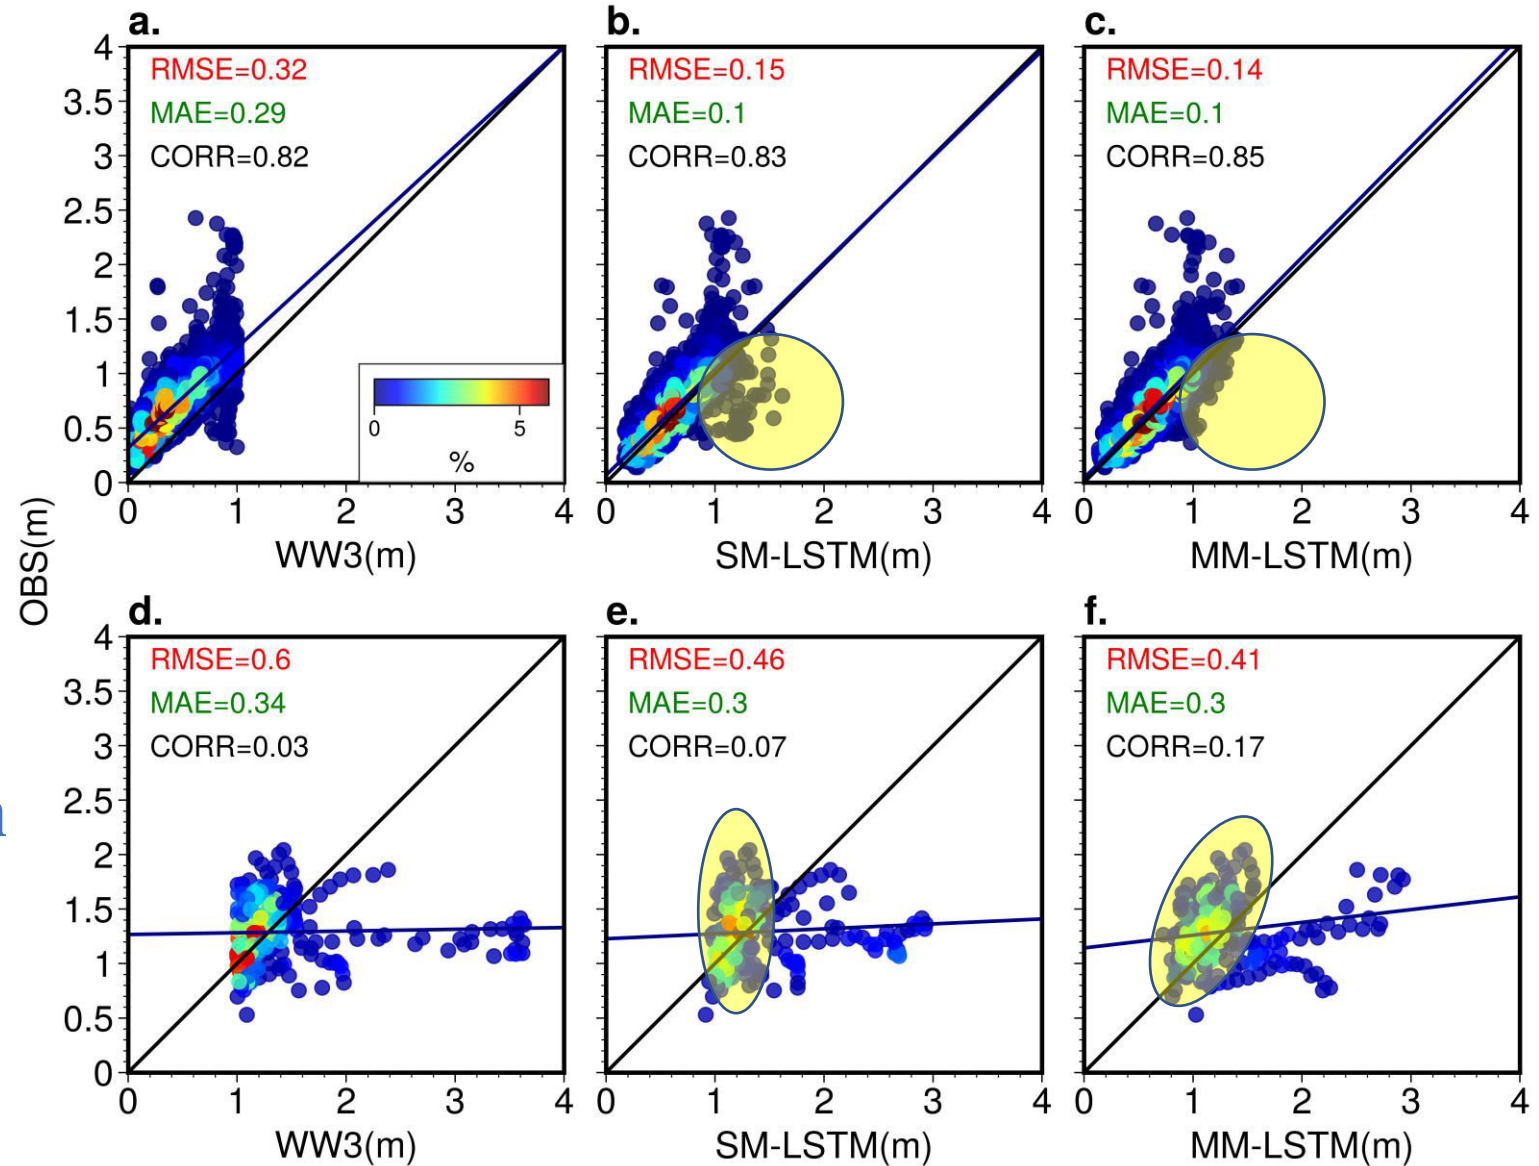 a.
RMSE=0.32
MAE=0.29
CORR=0.82
4
3.5
3
2.5
2
1.5
1
0.5
0
0 5
%
0 1 2 3 4
WW3(m)
b.
RMSE=0.15
MAE=0.1
CORR=0.83
0 1 2 3 4
SM-LSTM(m)
c.
RMSE=0.14
MAE=0.1
CORR=0.85
0 1 2 3 4
MM-LSTM(m)
OBS(m)
d.
RMSE=0.6
MAE=0.34
CORR=0.03
4
3.5
3
2.5
2
1.5
1
0.5
0
0 1 2 3 4
WW3(m)
e.
RMSE=0.46
MAE=0.3
CORR=0.07
0 1 2 3 4
SM-LSTM(m)
f.
RMSE=0.41
MAE=0.3
CORR=0.17
0 1 2 3 4
MM-LSTM(m)